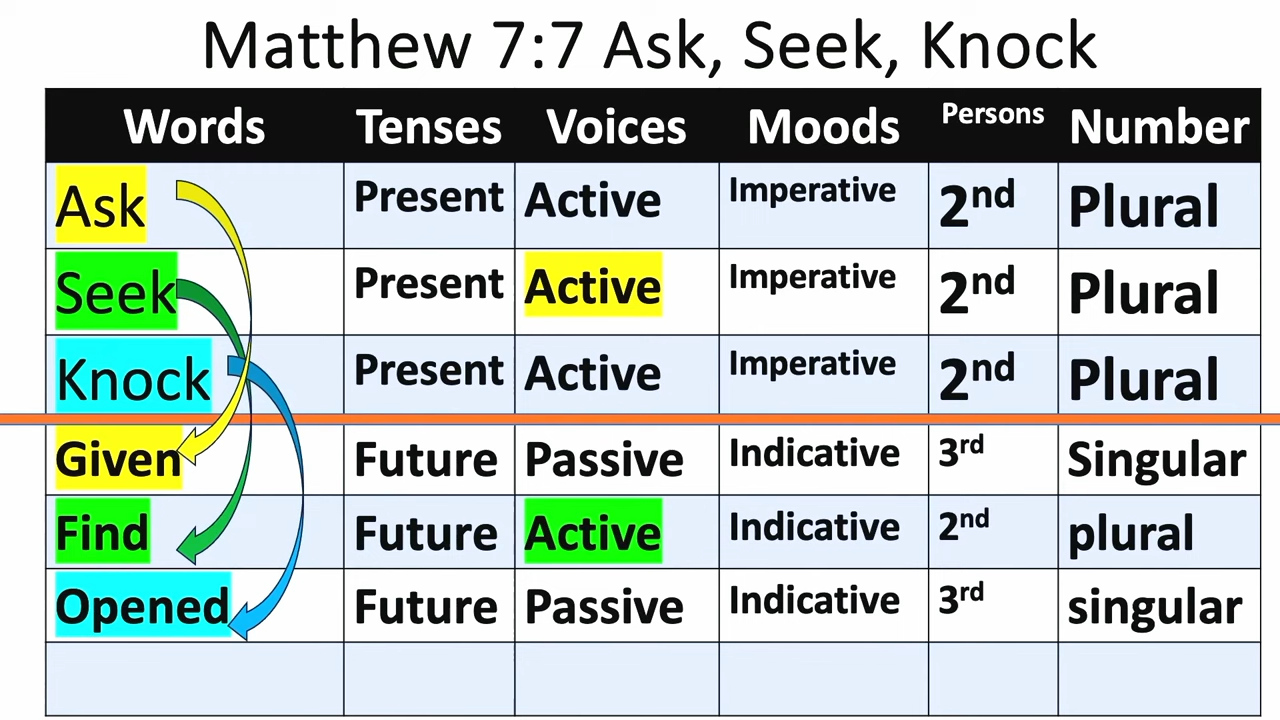 Matthew 7:7 Ask, Seek, Knock
Words Tenses Voices Moods Persons Number
Ask Present Active Imperative 2nd Plural
Seek Present Active Imperative 2nd Plural
Knock Present Active Imperative 2nd Plural
Given Future Passive Indicative 3rd Singular
Find Future Active Indicative 2nd plural
Opened Future Passive Indicative 3rd singular